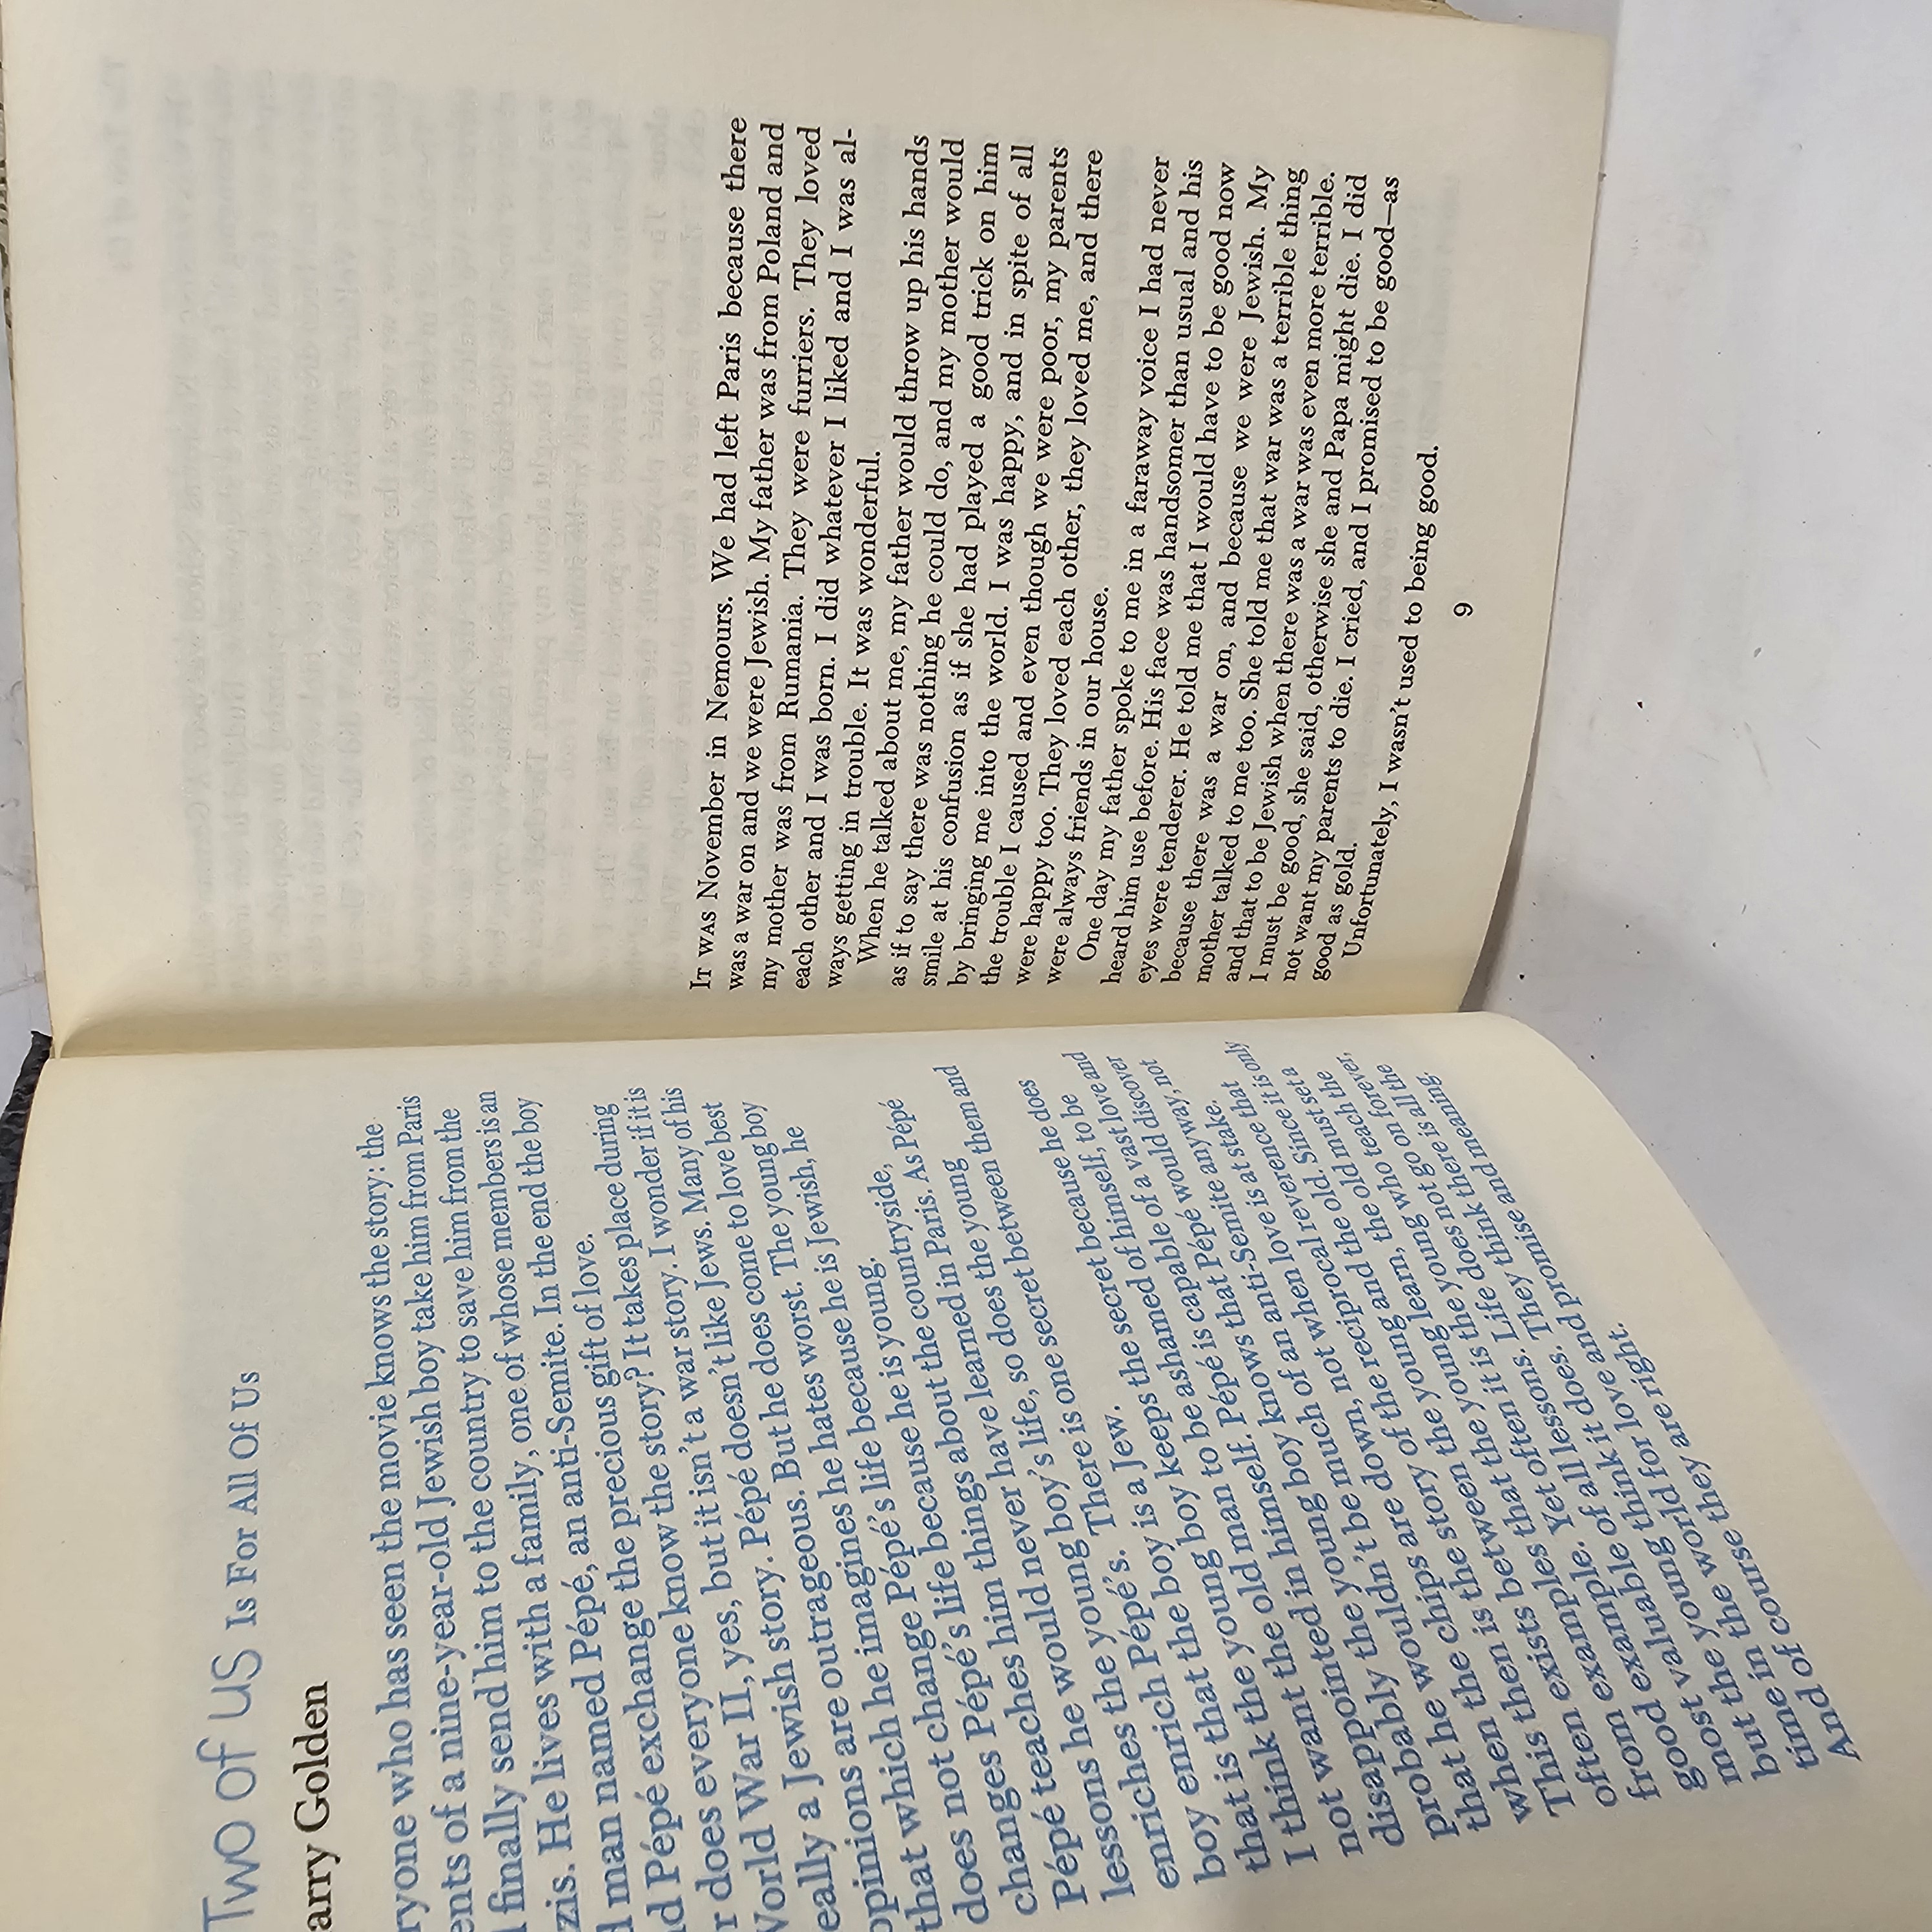 Two of us Is For All Of Us
arry Golden
ryone who has seen the movie knows the story: the
ents of a nine-year-old Jewish boy take him from Paris
finally send him to the country to save him from the
zis. He lives with a family, one of whose members is an
d man named Pépé, an anti-Semite. In the end the boy
d Pépé exchange the precious gift of love.
r does everyone know the story? It takes place during
World War II, yes, but it isn't a war story. I wonder if it is
eally a Jewish story. Pépé doesn't like Jews. Many of his
opinions are outrageous. But he does come to love best
that which he imagines he hates worst. The young boy
does not change Pépé's life because he is Jewish, he
changes Pépé's life because he is young.
Pépé teaches him things about the countryside,
lessons he would never have learned in Paris. As Pépé
enriches the young boy's life, so does the young
boy enrich Pépé's. There is one secret between them and
that is that the boy is a Jew.
I think the young boy keeps the secret because he does
not want the old man to be ashamed of himself, to be
disappointed in himself. Pépé is capable of a vast love and
probably the young boy knows that Pépé would discover
that he wouldn't be much of an anti-Semite anyway, not
when the chips are down, not when love is at stake.
This then is the story of the reciprocal reverence that
often exists between the young and the old. Since it is only
from examples that the young learn, the old must set a
good example. Yet often it is the young who teach the
most valuable of all lessons. Life does not go on forever,
but the young think it does. They think there is all the
time in the world for love and promise and meaning.
And of course they are right.
IT WAS November in Nemours. We had left Paris because there
was a war on and we were Jewish. My father was from Poland and
my mother was from Rumania. They were furriers. They loved
each other and I was born. I did whatever I liked and I was al-
ways getting in trouble. It was wonderful.
When he talked about me, my father would throw up his hands
as if to say there was nothing he could do, and my mother would
smile at his confusion as if she had played a good trick on him
by bringing me into the world. I was happy, and in spite of all
the trouble I caused and even though we were poor, my parents
were happy too. They loved each other, they loved me, and there
were always friends in our house.
One day my father spoke to me in a faraway voice I had never
heard him use before. His face was handsomer than usual and his
eyes were tenderer. He told me that I would have to be good now
because there was a war on, and because we were Jewish. My
mother talked to me too. She told me that war was a terrible thing
and that to be Jewish when there was a war was even more terrible.
I must be good, she said, otherwise she and Papa might die. I did
not want my parents to die. I cried, and I promised to be good—as
good as gold.
Unfortunately, I wasn't used to being good.
9